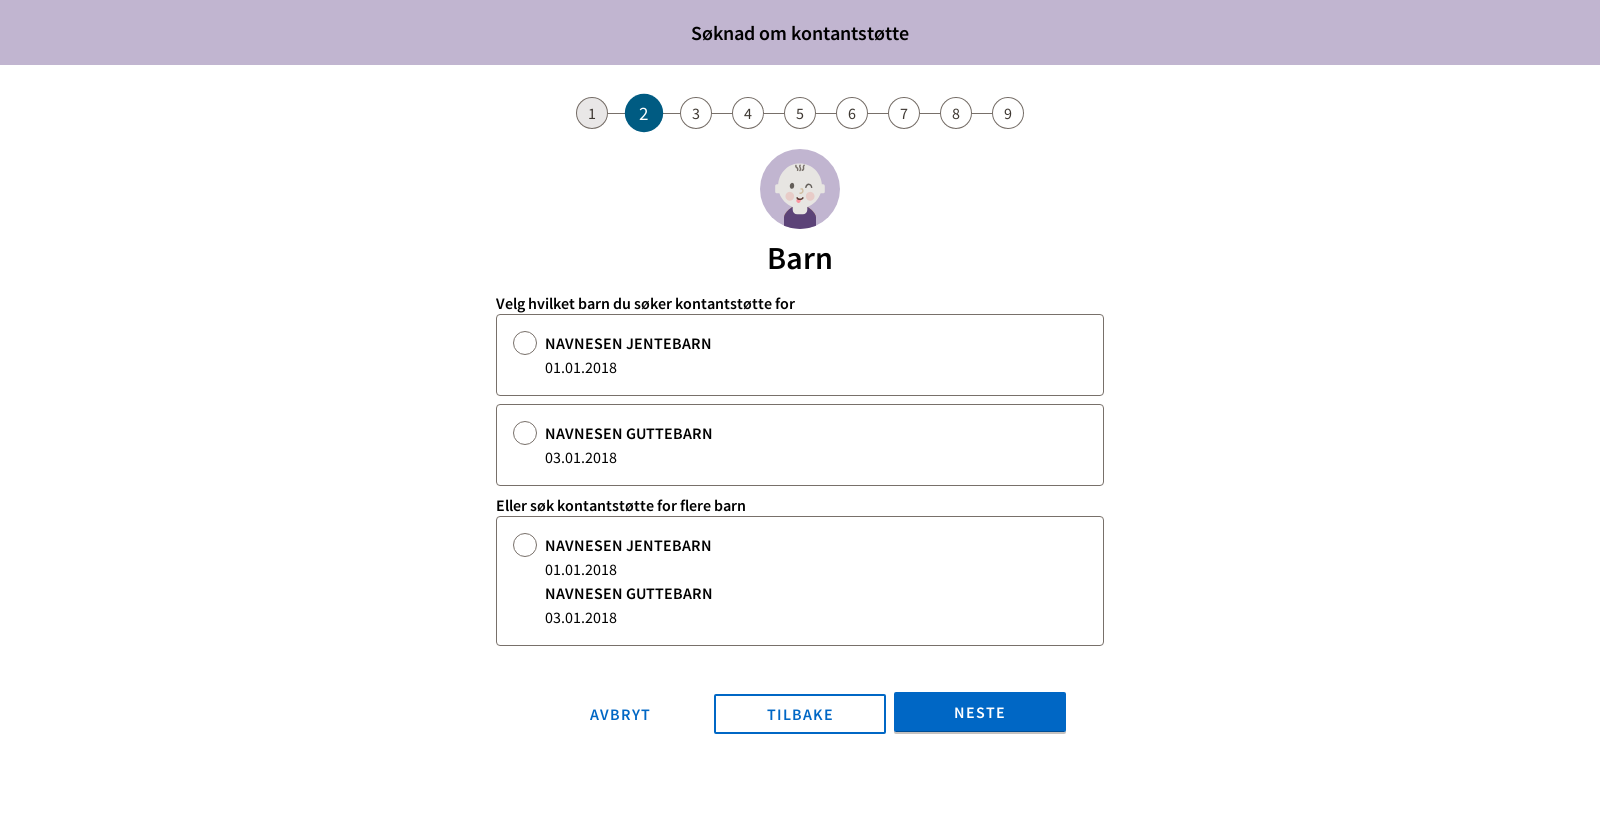 Søknad om kontantstøtte
1 2 3 4 5 6 7 8 9
Barn
Velg hvilket barn du søker kontantstøtte for
NAVNESEN JENTEBARN
01.01.2018
NAVNESEN GUTTEBARN
03.01.2018
Eller søk kontantstøtte for flere barn
NAVNESEN JENTEBARN
01.01.2018
NAVNESEN GUTTEBARN
03.01.2018
AVBRYT TILBAKE NESTE